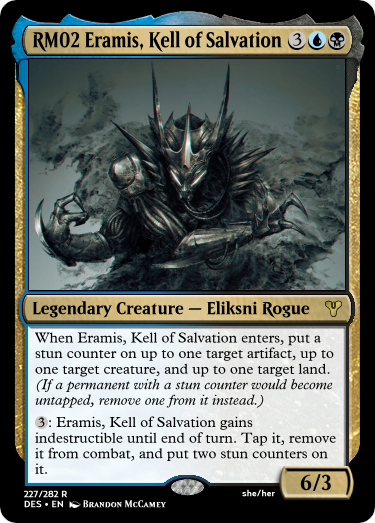 RM02 Eramis, Kell of Salvation 3
Legendary Creature — Eliksni Rogue
When Eramis, Kell of Salvation enters, put a
stun counter on up to one target artifact, up to
one target creature, and up to one target land.
(If a permanent with a stun counter would become
untapped, remove one from it instead.)
3: Eramis, Kell of Salvation gains
indestructible until end of turn. Tap it, remove
it from combat, and put two stun counters on
it.
6/3
227/282 R she/her
DES • EN Brandon McCamey